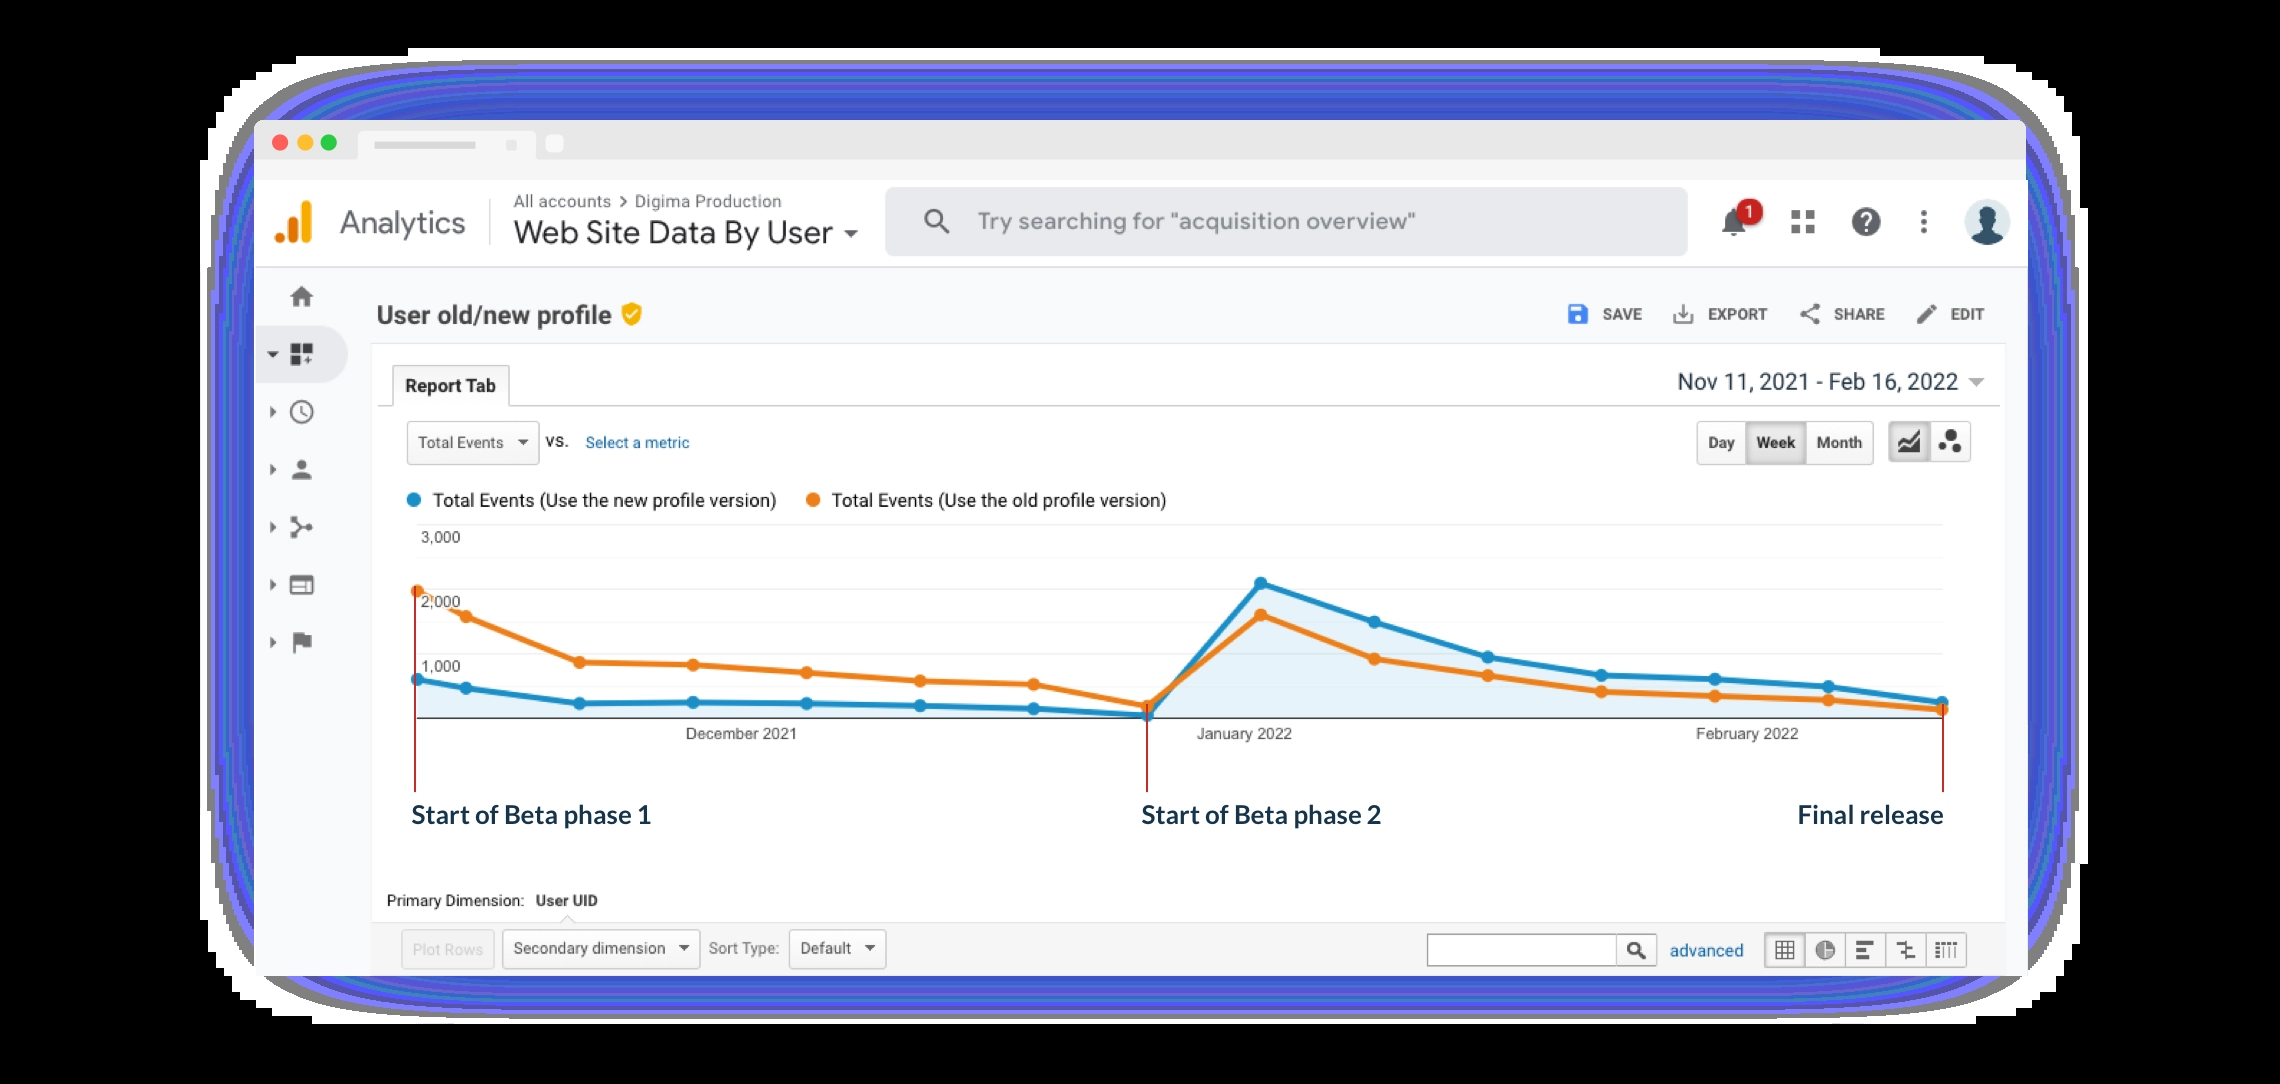 All accounts > Digima Production
Analytics
Web Site Data By User
Try searching for "acquisition overview"
1
User old/new profile
SAVE
EXPORT
SHARE
EDIT
Report Tab
Nov 11, 2021 - Feb 16, 2022
Total Events
VS.
Select a metric
Day
Week
Month
Total Events (Use the new profile version)
Total Events (Use the old profile version)
3,000
2,000
1,000
December 2021
January 2022
February 2022
Start of Beta phase 1
Start of Beta phase 2
Final release
Primary Dimension: User UID
Plot Rows
Secondary dimension
Sort Type:
Default
advanced